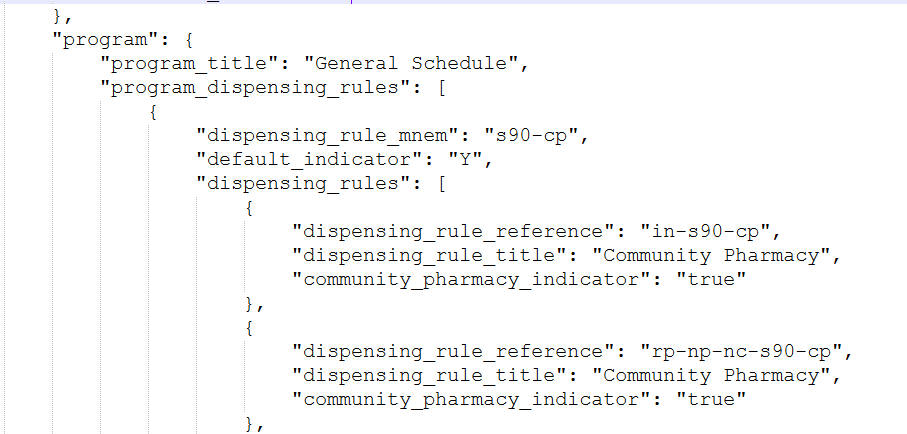 },
"program": {
"program_title": "General Schedule",
"program_dispensing_rules": [
{
"dispensing_rule_mnem": "s90-cp",
"default_indicator": "Y",
"dispensing_rules": [
{
"dispensing_rule_reference": "in-s90-cp",
"dispensing_rule_title": "Community Pharmacy",
"community_pharmacy_indicator": "true"
},
{
"dispensing_rule_reference": "rp-np-nc-s90-cp",
"dispensing_rule_title": "Community Pharmacy",
"community_pharmacy_indicator": "true"
},